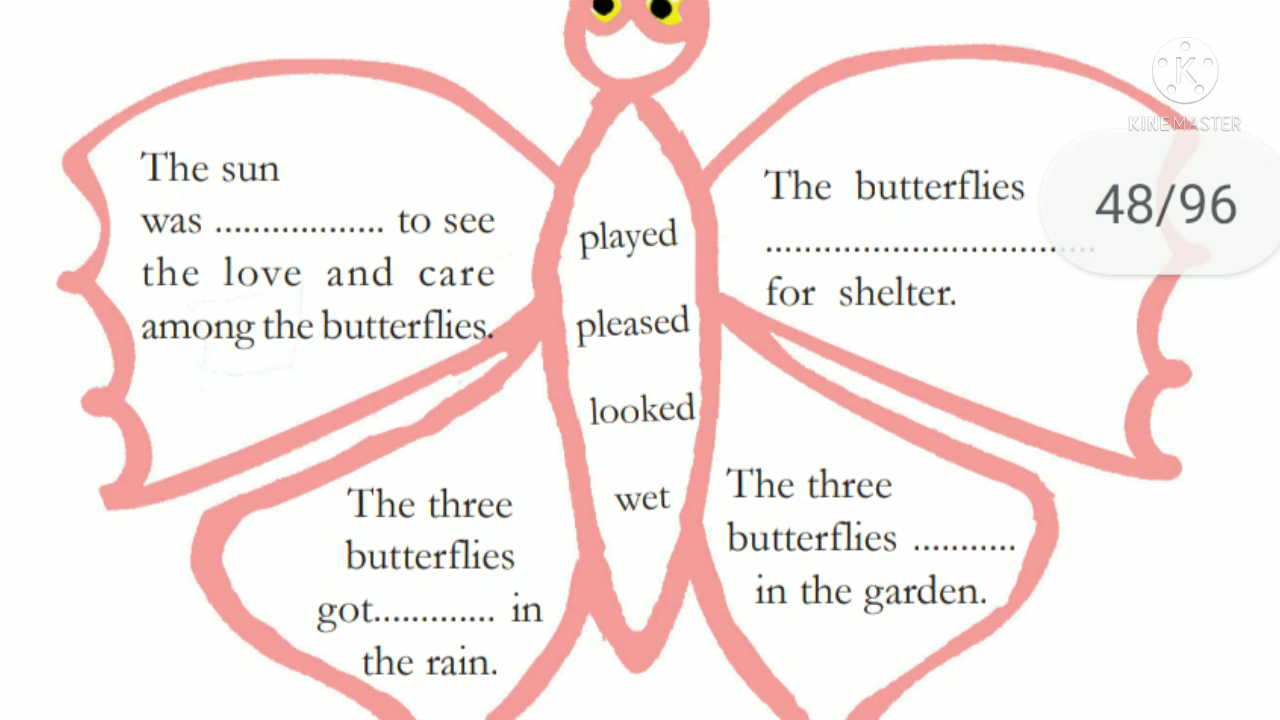 The sun
was .................. to see
the love and care
among the butterflies.
played
pleased
looked
wet
The butterflies
..................................
for shelter.
The three
butterflies
got............. in
the rain.
The three
butterflies ...........
in the garden.
K
KINEMASTER
48/96